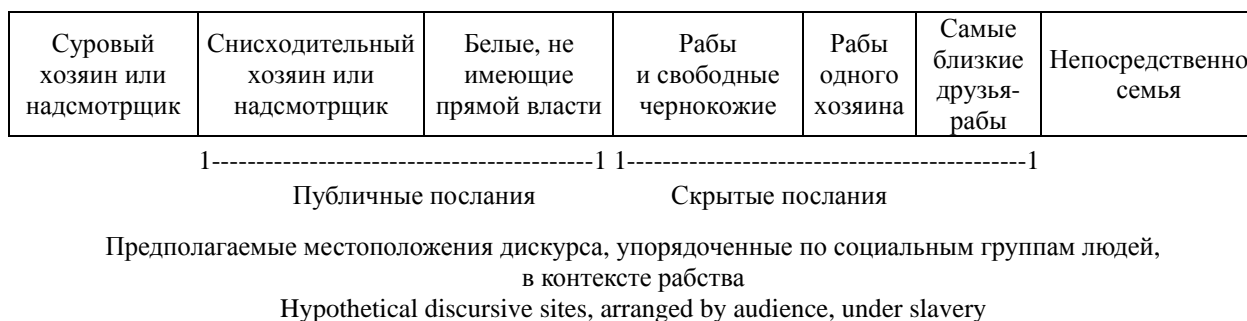 Суровый
хозяин или
надсмотрщик
Снисходительный
хозяин или
надсмотрщик
Белые, не
имеющие
прямой власти
Рабы
и свободные
чернокожие
Рабы
одного
хозяина
Самые
близкие
друзья-
рабы
Непосредственно
семья
1-------------------------------------------1 1---------------------------------------------1
Публичные послания Скрытые послания
Предполагаемые местоположения дискурса, упорядоченные по социальным группам людей,
в контексте рабства
Hypothetical discursive sites, arranged by audience, under slavery